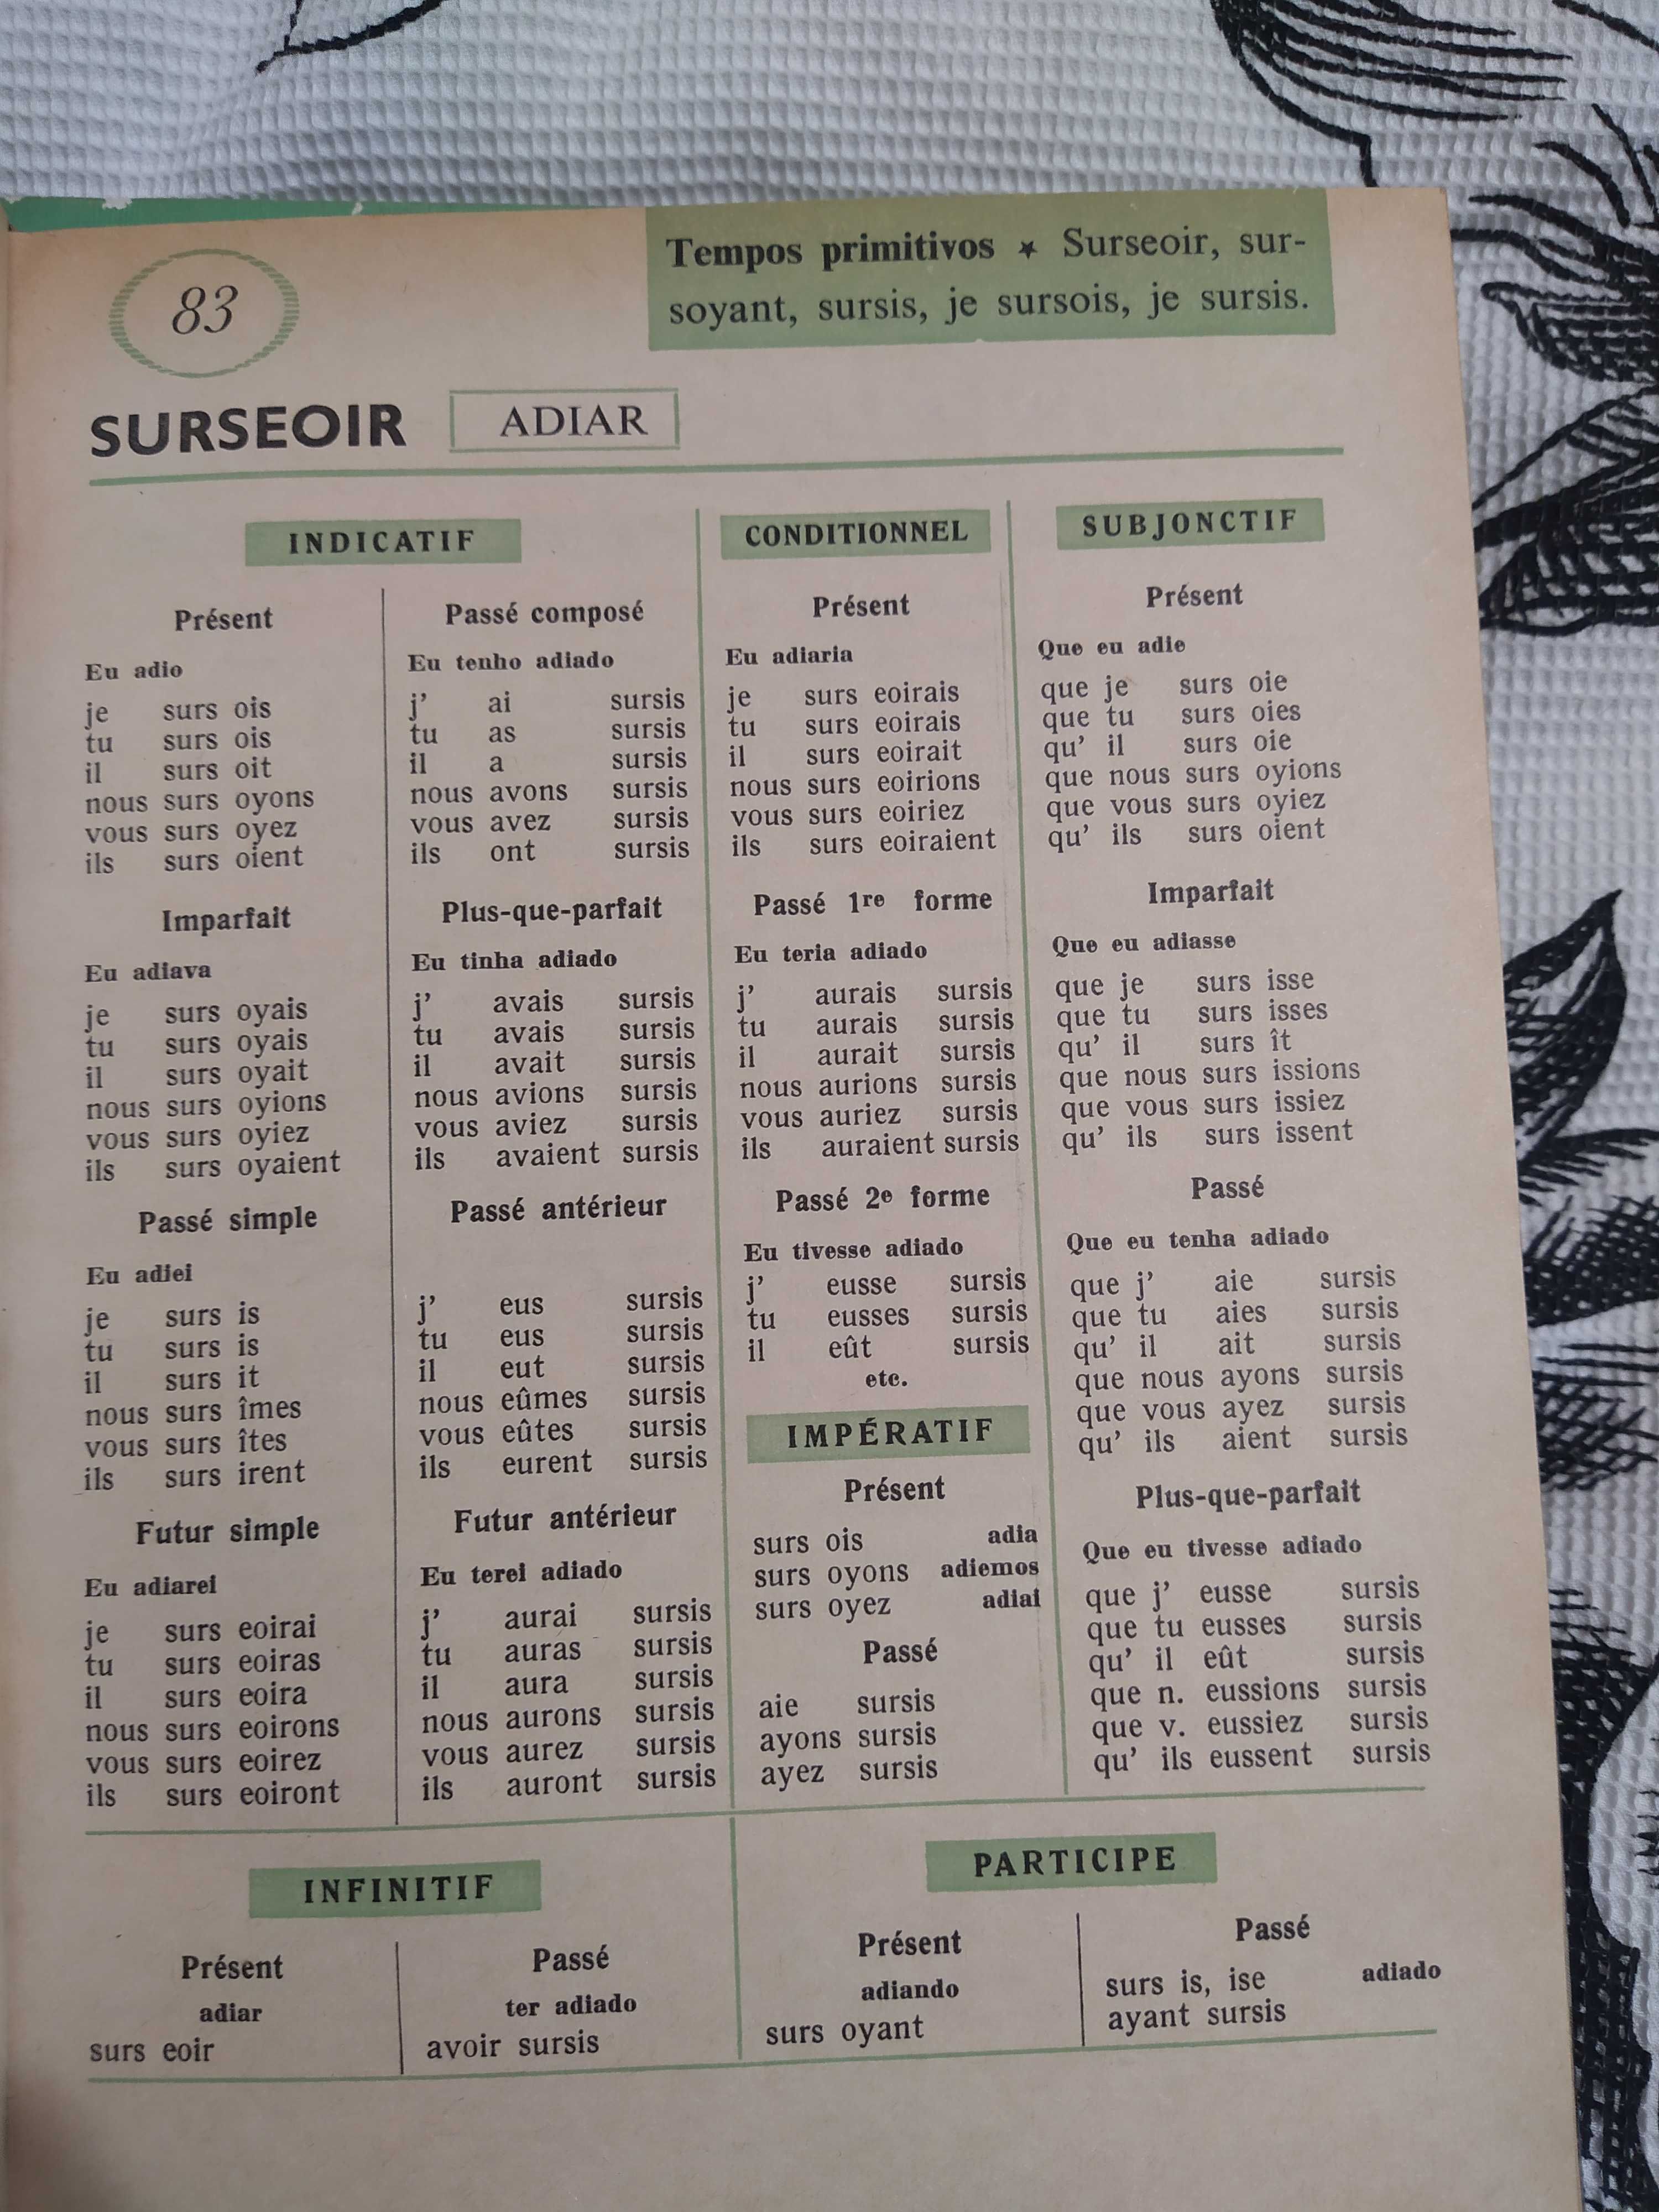 83
Tempos primitivos ★ Surseoir, sur-
soyant, sursis, je sursois, je sursis.
SURSEOIR ADIAR
INDICATIF
Présent
Eu adio
je surs ois
tu surs ois
il surs oit
nous surs oyons
vous surs oyez
ils surs oient
Imparfait
Eu adiava
je surs oyais
tu surs oyais
il surs oyait
nous surs oyions
vous surs oyiez
ils surs oyaient
Passé simple
Eu adiei
je surs is
tu surs is
il surs it
nous surs îmes
vous surs îtes
ils surs irent
Futur simple
Eu adiarei
je surs eoirai
tu surs eoiras
il surs eoira
nous surs eoirons
vous surs eoirez
ils surs eoiront
Passé composé
Eu tenho adiado
j' ai sursis
tu as sursis
il a sursis
nous avons sursis
vous avez sursis
ils ont sursis
Plus-que-parfait
Eu tinha adiado
j' avais sursis
tu avais sursis
il avait sursis
nous avions sursis
vous aviez sursis
ils avaient sursis
Passé antérieur
j' eus sursis
tu eus sursis
il eut sursis
nous eûmes sursis
vous eûtes sursis
ils eurent sursis
Futur antérieur
Eu terei adiado
j' aurai sursis
tu auras sursis
il aura sursis
nous aurons sursis
vous aurez sursis
ils auront sursis
CONDITIONNEL
Présent
Eu adiaria
je surs eoirais
tu surs eoirais
il surs eoirait
nous surs eoirions
vous surs eoiriez
ils surs eoiraient
Passé 1re forme
Eu teria adiado
j' aurais sursis
tu aurais sursis
il aurait sursis
nous aurions sursis
vous auriez sursis
ils auraient sursis
Passé 2e forme
Eu tivesse adiado
j' eusse sursis
tu eusses sursis
il eût sursis
etc.
IMPÉRATIF
Présent
surs ois adia
surs oyons adiemos
surs oyez adiai
Passé
aie sursis
ayons sursis
ayez sursis
SUBJONCTIF
Présent
Que eu adie
que je surs oie
que tu surs oies
qu' il surs oie
que nous surs oyions
que vous surs oyiez
qu' ils surs oient
Imparfait
Que eu adiasse
que je surs isse
que tu surs isses
qu' il surs ît
que nous surs issions
que vous surs issiez
qu' ils surs issent
Passé
Que eu tenha adiado
que j' aie sursis
que tu aies sursis
qu' il ait sursis
que nous ayons sursis
que vous ayez sursis
qu' ils aient sursis
Plus-que-parfait
Que eu tivesse adiado
que j' eusse sursis
que tu eusses sursis
qu' il eût sursis
que n. eussions sursis
que v. eussiez sursis
qu' ils eussent sursis
INFINITIF
Présent
adiar
surs eoir
Passé
ter adiado
avoir sursis
PARTICIPE
Présent
adiando
surs oyant
Passé
surs is, ise adiado
ayant sursis